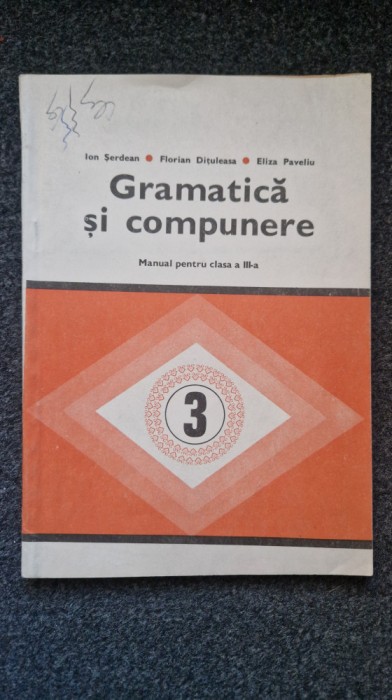 Ion Șerdean • Florian Dițuleasa • Eliza Paveliu
Gramatică
și compunere
Manual pentru clasa a III-a
3